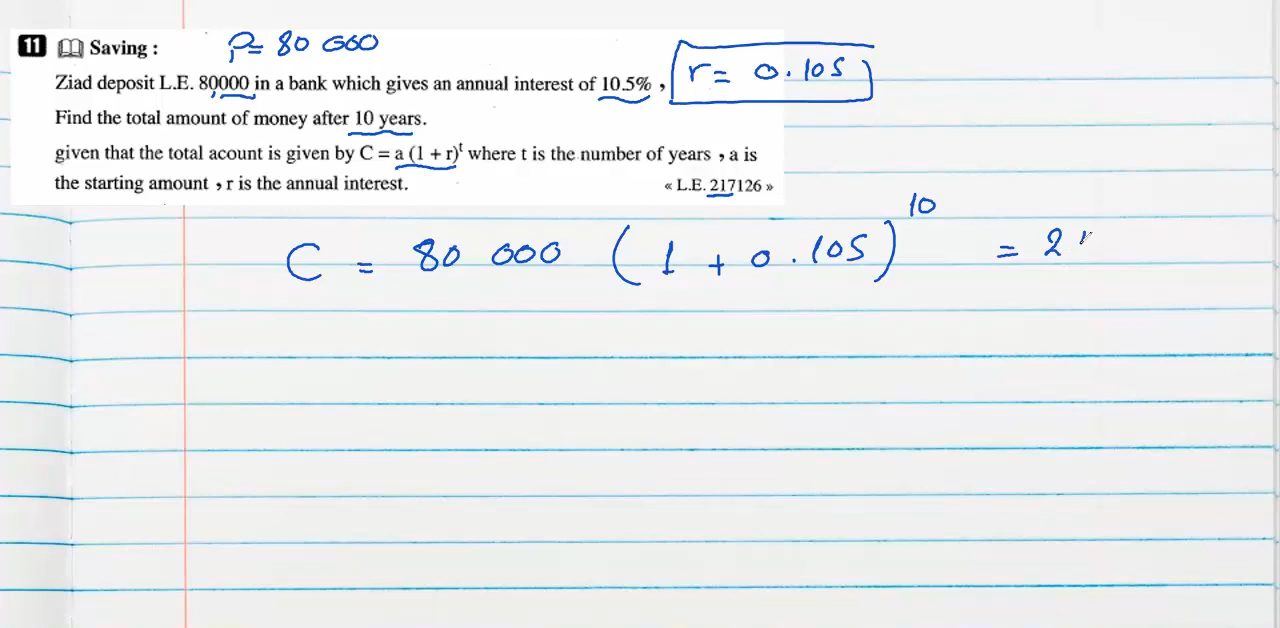 11 Saving : P= 80 000
Ziad deposit L.E. 80000 in a bank which gives an annual interest of 10.5% , r = 0.105
Find the total amount of money after 10 years.
given that the total acount is given by C = a (1 + r)ᵗ where t is the number of years , a is
the starting amount , r is the annual interest. « L.E. 217126 »
C = 80 000 (1 + 0.105)¹⁰ = 2